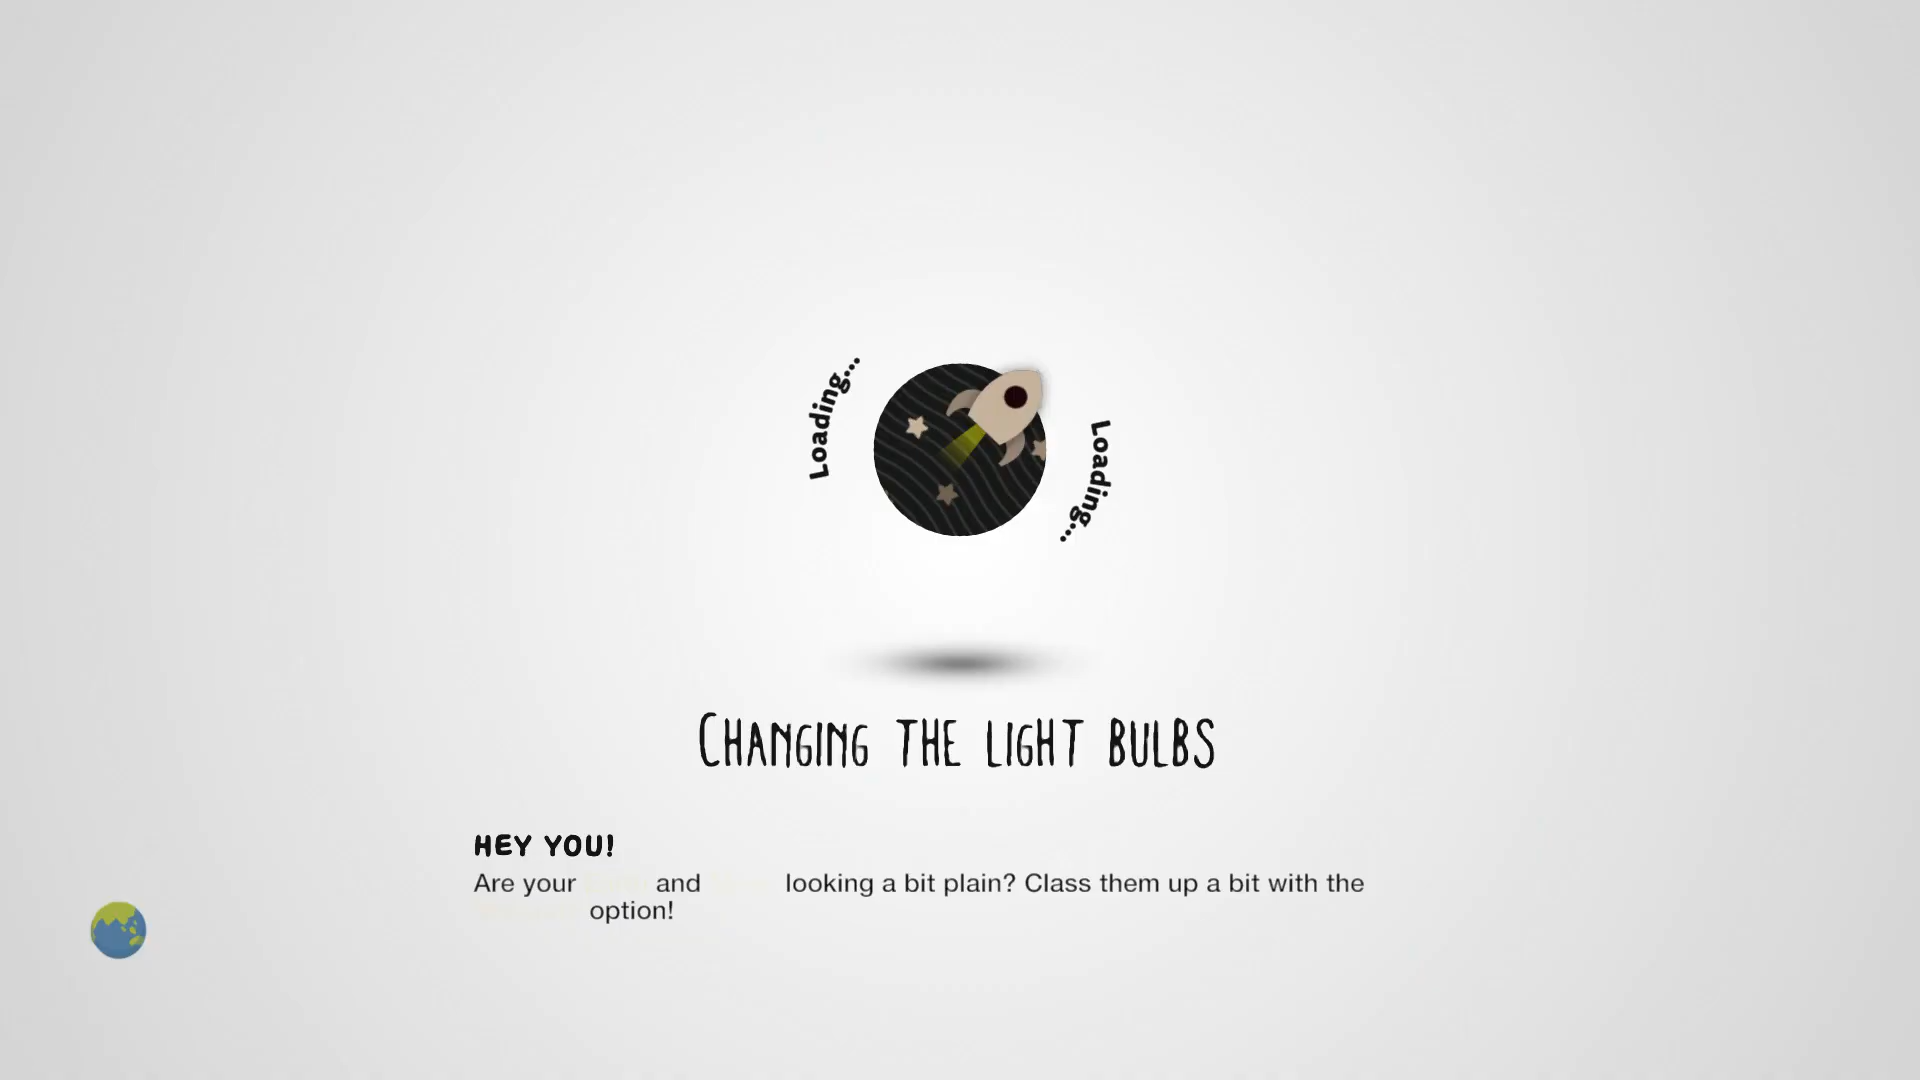 Loading...
Loading...
Changing the light bulbs
HEY YOU!
Are your and looking a bit plain? Class them up a bit with the
option!